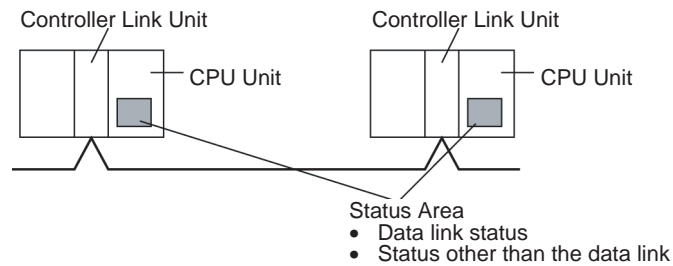 Controller Link Unit
Controller Link Unit
CPU Unit
CPU Unit
Status Area
• Data link status
• Status other than the data link